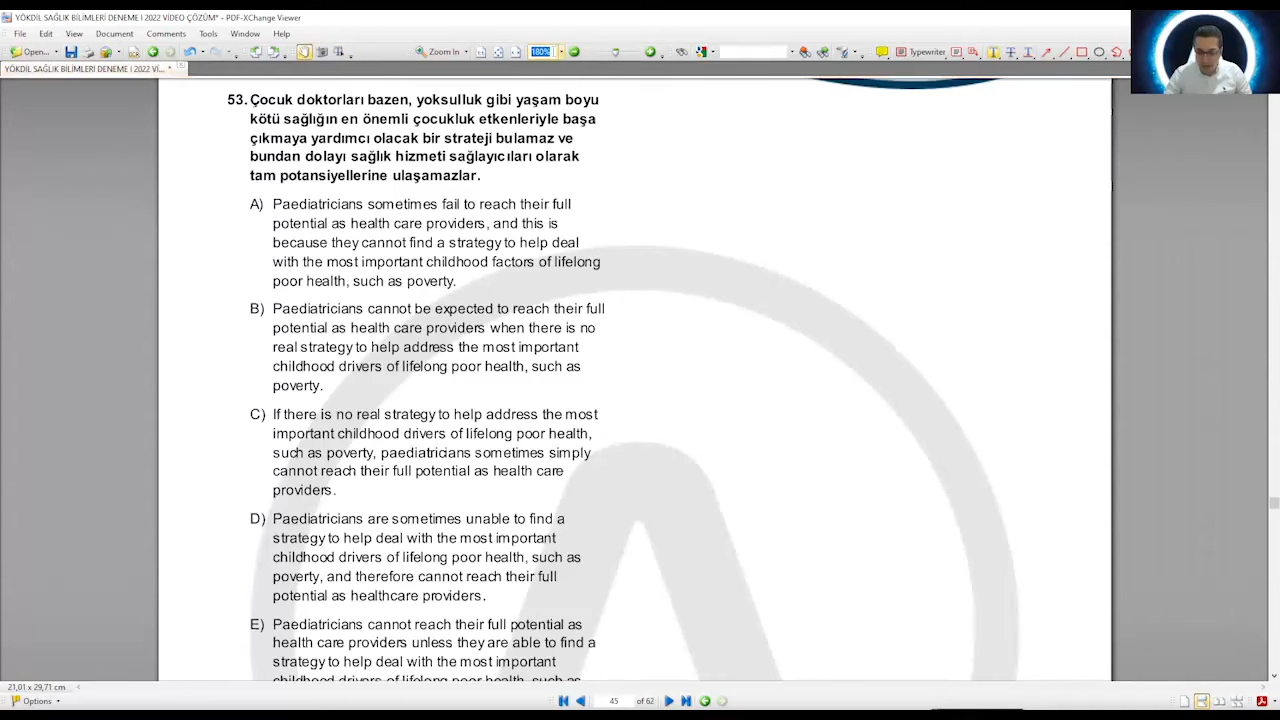 YÖKDİL SAĞLIK BİLİMLERİ DENEME I 2022 VİDEO ÇÖZÜM* - PDF-XChange Viewer
File Edit View Document Comments Tools Window Help
Open... Zoom In 180% Typewriter
YÖKDİL SAĞLIK BİLİMLERİ DENEME I 2022 Vİ... *
53. Çocuk doktorları bazen, yoksulluk gibi yaşam boyu
kötü sağlığın en önemli çocukluk etkenleriyle başa
çıkmaya yardımcı olacak bir strateji bulamaz ve
bundan dolayı sağlık hizmeti sağlayıcıları olarak
tam potansiyellerine ulaşamazlar.
A) Paediatricians sometimes fail to reach their full
potential as health care providers, and this is
because they cannot find a strategy to help deal
with the most important childhood factors of lifelong
poor health, such as poverty.
B) Paediatricians cannot be expected to reach their full
potential as health care providers when there is no
real strategy to help address the most important
childhood drivers of lifelong poor health, such as
poverty.
C) If there is no real strategy to help address the most
important childhood drivers of lifelong poor health,
such as poverty, paediatricians sometimes simply
cannot reach their full potential as health care
providers.
D) Paediatricians are sometimes unable to find a
strategy to help deal with the most important
childhood drivers of lifelong poor health, such as
poverty, and therefore cannot reach their full
potential as healthcare providers.
E) Paediatricians cannot reach their full potential as
health care providers unless they are able to find a
strategy to help deal with the most important
childhood drivers of lifelong poor health, such as
21,01 x 29,71 cm
Options 45 of 62